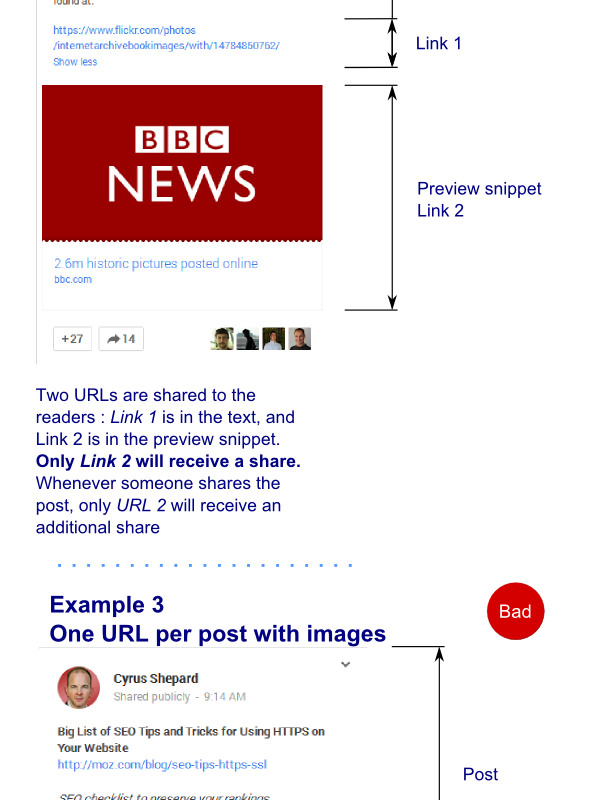 found at:
https://www.flickr.com/photos
/internetarchivebookimages/with/14784850762/
Show less
Link 1
BBC
NEWS
Preview snippet
Link 2
2.6m historic pictures posted online
bbc.com
+27
14
Two URLs are shared to the
readers : Link 1 is in the text, and
Link 2 is in the preview snippet.
Only Link 2 will receive a share.
Whenever someone shares the
post, only URL 2 will receive an
additional share
Example 3
One URL per post with images
Bad
Cyrus Shepard
Shared publicly - 9:14 AM
Big List of SEO Tips and Tricks for Using HTTPS on
Your Website
http://moz.com/blog/seo-tips-https-ssl
Post
SEO checklist to preserve your rankings